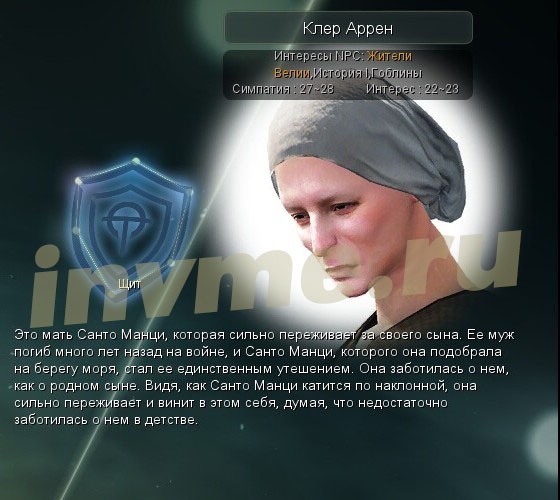 Клер Аррен
Интересы NPC: Жители
Велии,История I,Гоблины
Симпатия : 27~28 Интерес : 22~23
invme.ru
Щит
Это мать Санто Манци, которая сильно переживает за своего сына. Ее муж
погиб много лет назад на войне, и Санто Манци, которого она подобрала
на берегу моря, стал ее единственным утешением. Она заботилась о нем,
как о родном сыне. Видя, как Санто Манци катится по наклонной, она
сильно переживает и винит в этом себя, думая, что недостаточно
заботилась о нем в детстве.